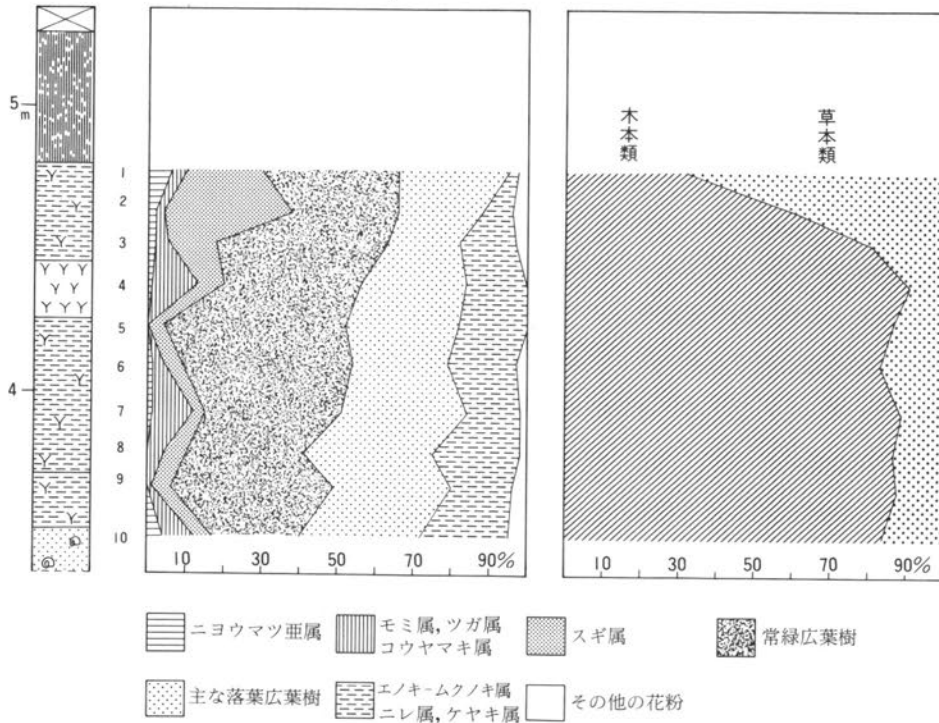 5
m
4
1
2
3
4
5
6
7
8
9
10
10 30 50 70 90%
木本類
草本類
10 30 50 70 90%
ニヨウマツ亜属
モミ属,ツガ属
コウヤマキ属
スギ属
常緑広葉樹
主な落葉広葉樹
エノキ-ムクノキ属
ニレ属,ケヤキ属
その他の花粉